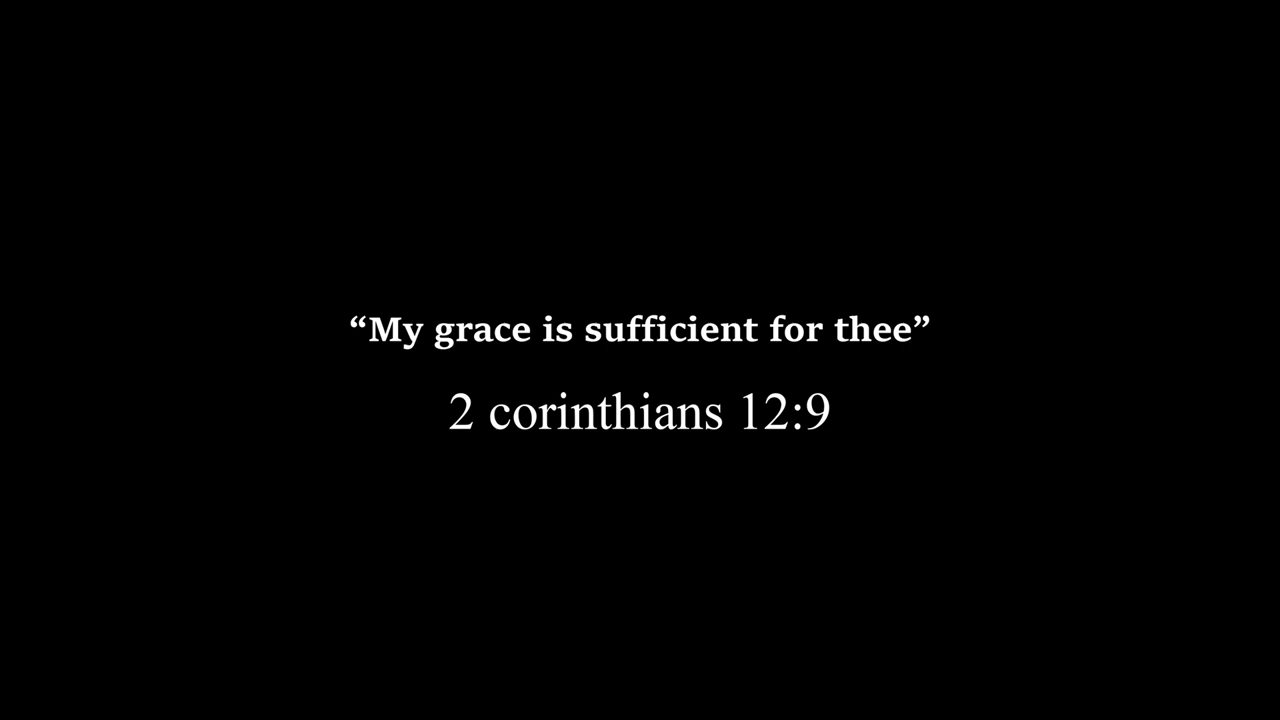 “My grace is sufficient for thee”
2 corinthians 12:9